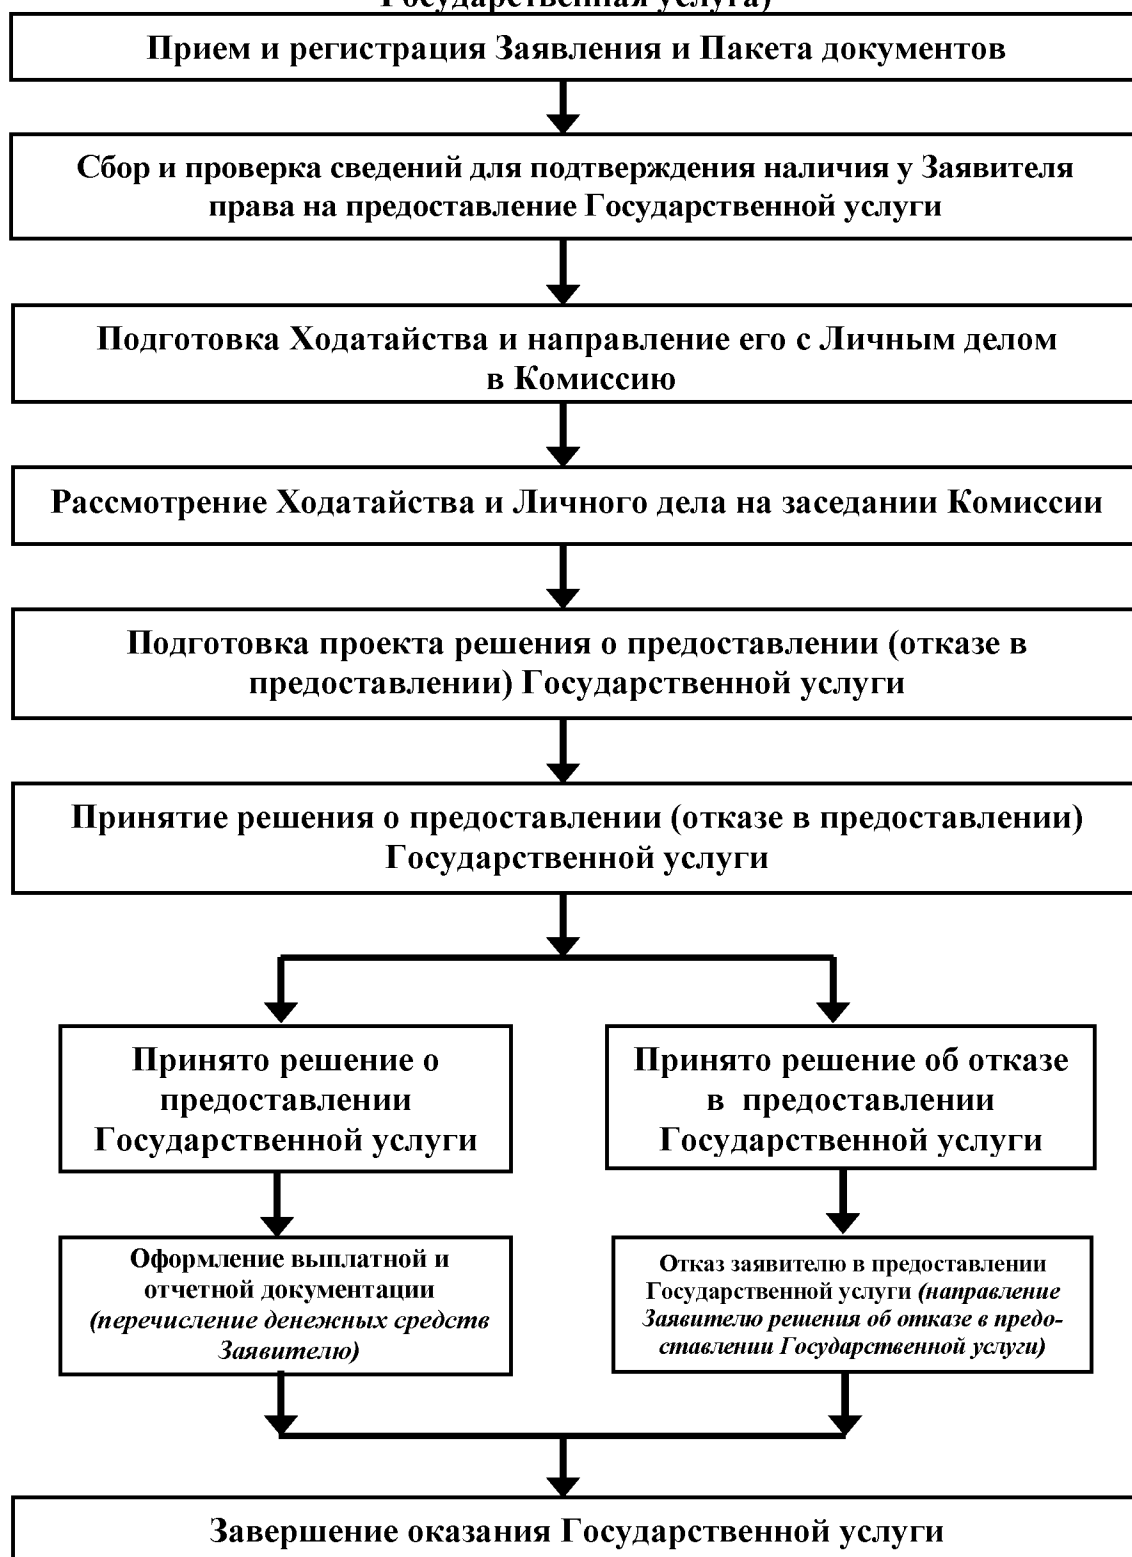 Государственная услуга)
Прием и регистрация Заявления и Пакета документов
Сбор и проверка сведений для подтверждения наличия у Заявителя
права на предоставление Государственной услуги
Подготовка Ходатайства и направление его с Личным делом
в Комиссию
Рассмотрение Ходатайства и Личного дела на заседании Комиссии
Подготовка проекта решения о предоставлении (отказе в
предоставлении) Государственной услуги
Принятие решения о предоставлении (отказе в предоставлении)
Государственной услуги
Принято решение о
предоставлении
Государственной услуги
Принято решение об отказе
в предоставлении
Государственной услуги
Оформление выплатной и
отчетной документации
(перечисление денежных средств
Заявителю)
Отказ заявителю в предоставлении
Государственной услуги (направление
Заявителю решения об отказе в предо-
ставлении Государственной услуги)
Завершение оказания Государственной услуги